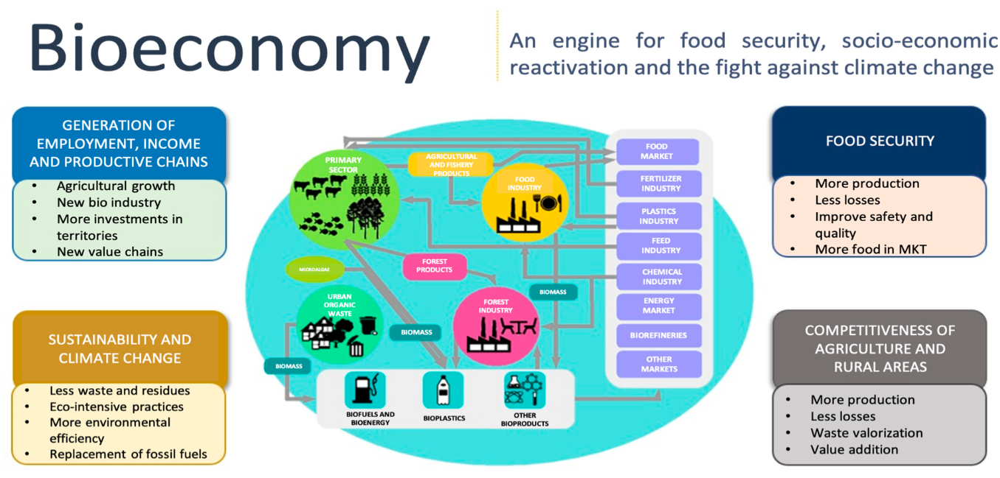 Bioeconomy
An engine for food security, socio-economic
reactivation and the fight against climate change
GENERATION OF
EMPLOYMENT, INCOME
AND PRODUCTIVE CHAINS
• Agricultural growth
• New bio industry
• More investments in
territories
• New value chains
SUSTAINABILITY AND
CLIMATE CHANGE
• Less waste and residues
• Eco-intensive practices
• More environmental
efficiency
• Replacement of fossil fuels
PRIMARY
SECTOR
AGRICULTURAL
AND FISHERY
PRODUCTS
FOOD
INDUSTRY
MICROALGAE
FOREST
PRODUCTS
URBAN
ORGANIC
WASTE
FOREST
INDUSTRY
BIOMASS
BIOMASS
BIOMASS
BIOFUELS AND
BIOENERGY
BIOPLASTICS
OTHER
BIOPRODUCTS
FOOD
MARKET
FERTILIZER
INDUSTRY
PLASTICS
INDUSTRY
FEED
INDUSTRY
CHEMICAL
INDUSTRY
ENERGY
MARKET
BIOREFINERIES
OTHER
MARKETS
FOOD SECURITY
• More production
• Less losses
• Improve safety and
quality
• More food in MKT
COMPETITIVENESS OF
AGRICULTURE AND
RURAL AREAS
• More production
• Less losses
• Waste valorization
• Value addition